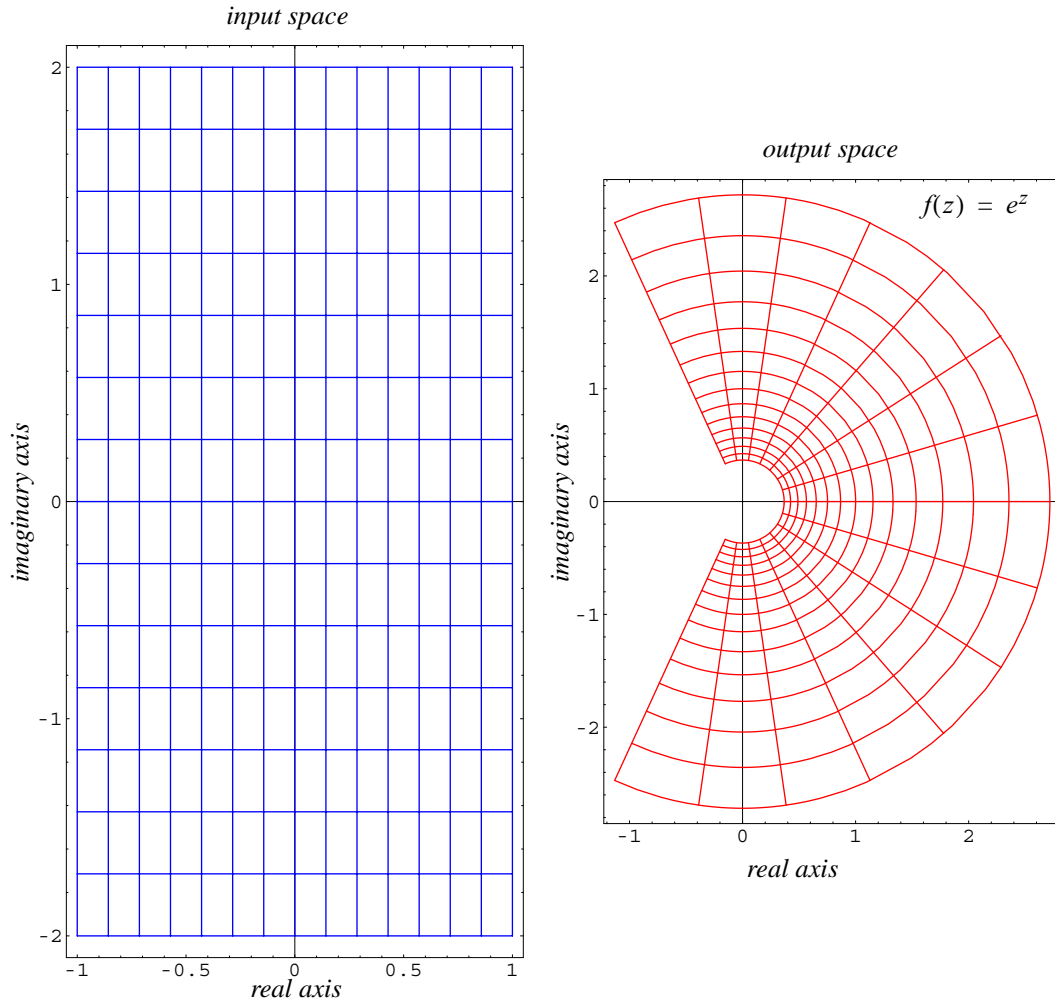 input space
2
1
0
-1
-2
imaginary axis
-1 -0.5 0 0.5 1
real axis
output space
f(z) = e^z
2
1
0
-1
-2
imaginary axis
-1 0 1 2
real axis